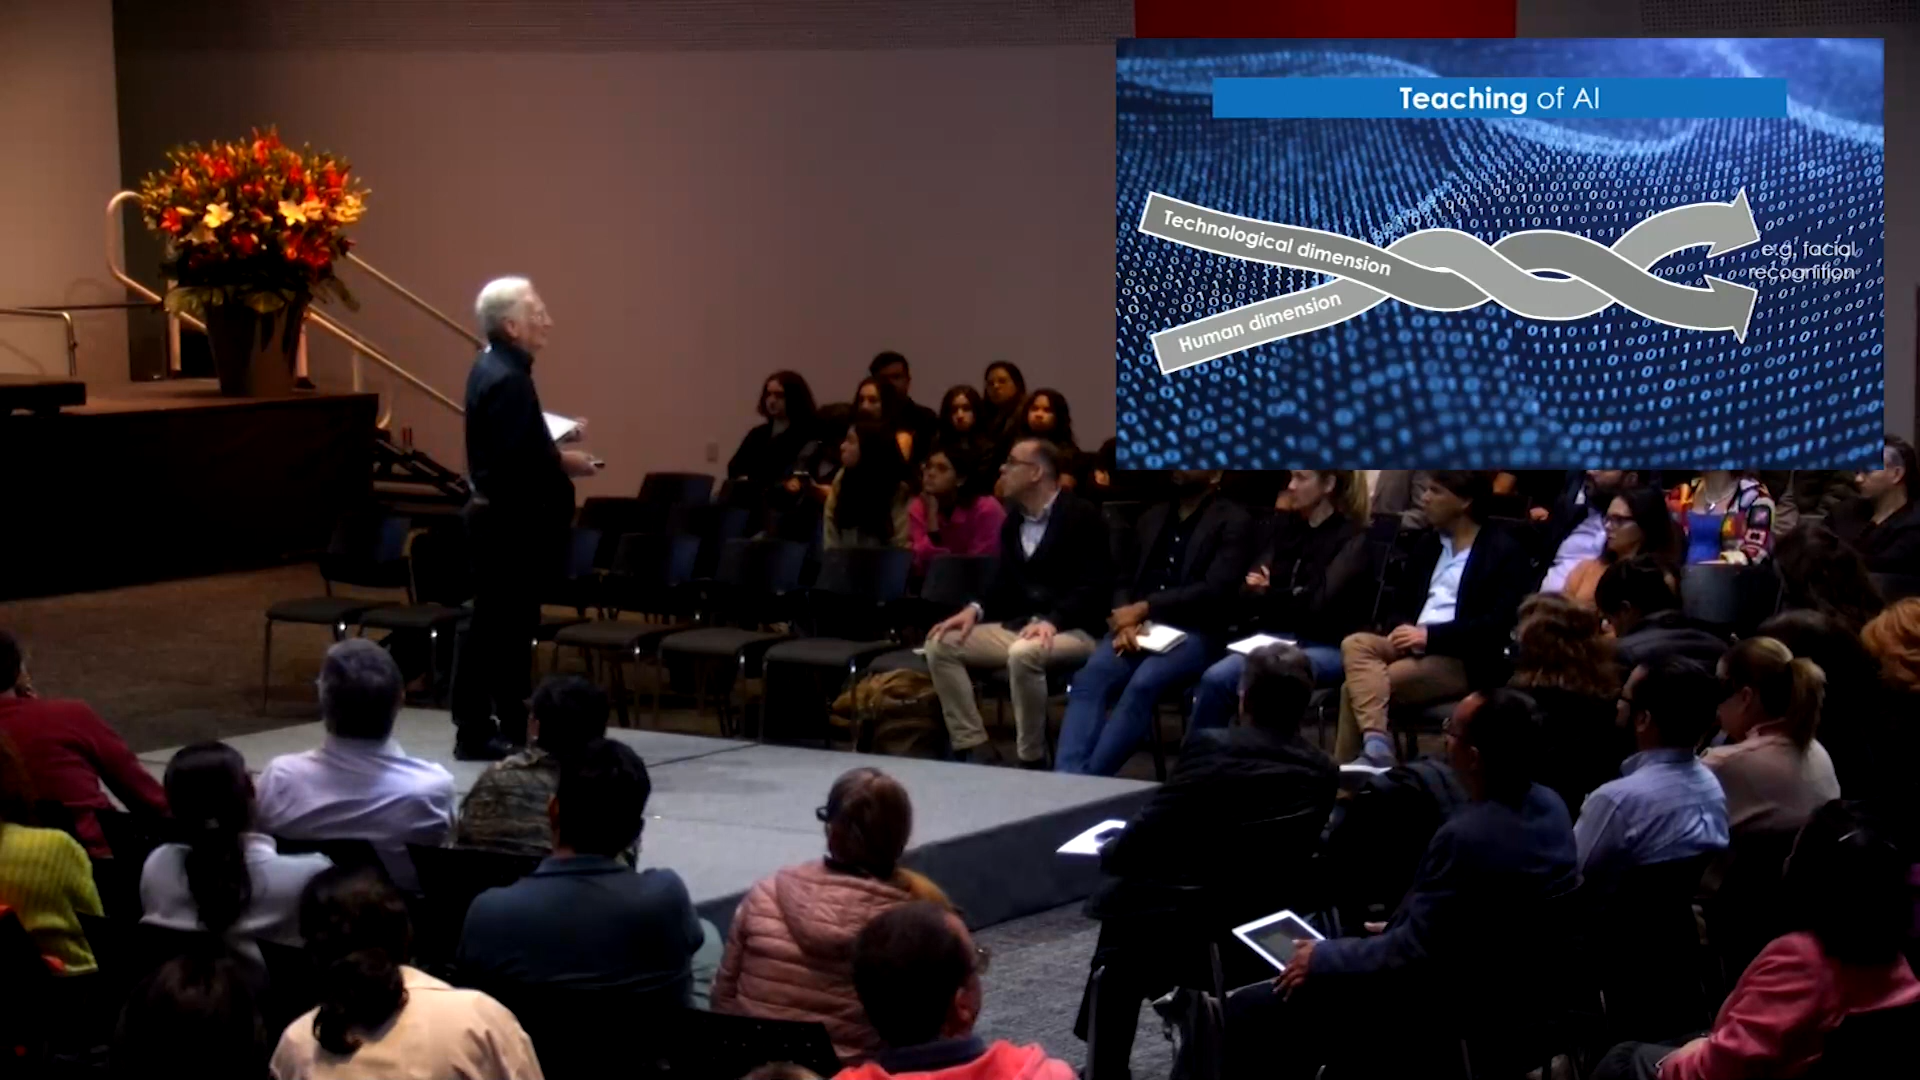 Teaching of AI
Technological dimension
Human dimension
e.g. facial
recognition